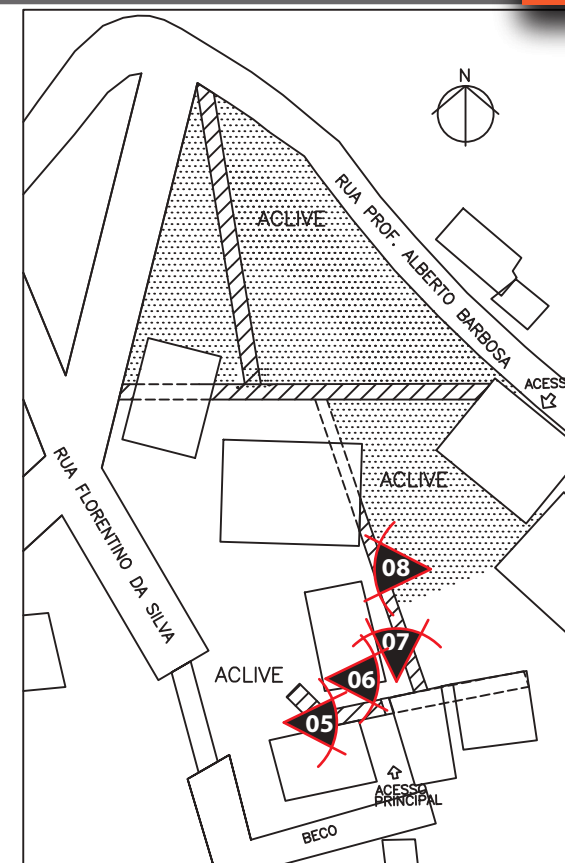 N
ACLIVE
RUA PROF. ALBERTO BARBOSA
ACESS
ACLIVE
RUA FLORENTINO DA SILVA
08
07
ACLIVE
06
05
ACESSO
PRINCIPAL
BECO